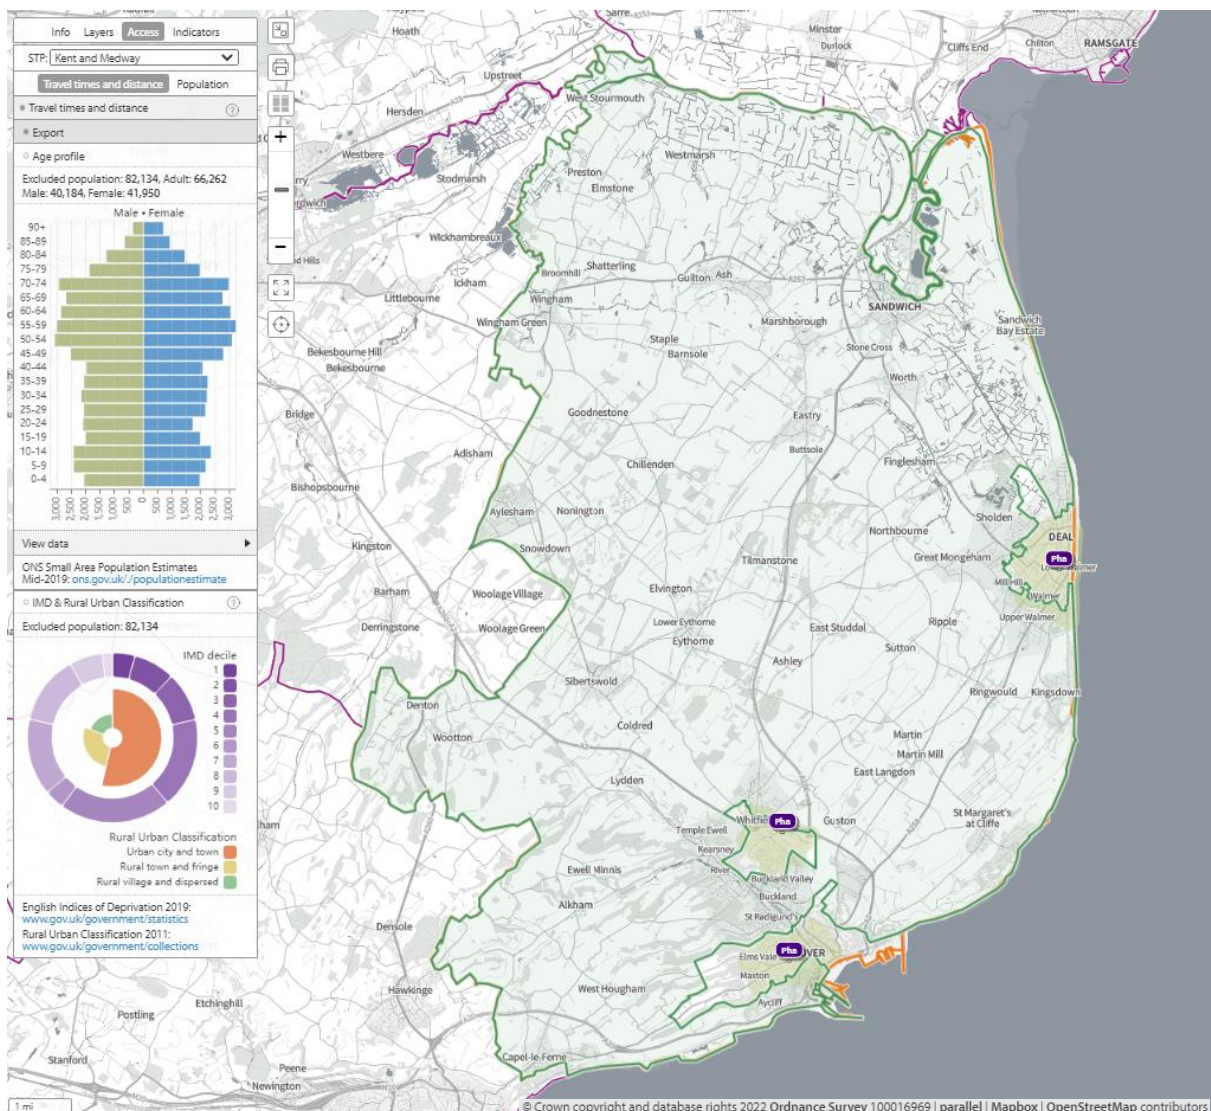 Info Layers Access Indicators
STP: Kent and Medway
Travel times and distance Population
Travel times and distance ?
Export
Age profile
Excluded population: 82,134, Adult: 66,262
Male: 40,184, Female: 41,950
Male • Female
90+
85-89
80-84
75-79
70-74
65-69
60-64
55-59
50-54
45-49
40-44
35-39
30-34
25-29
20-24
15-19
10-14
5-9
0-4
3,000 2,500 2,000 1,500 1,000 500 0 500 1,000 1,500 2,000 2,500 3,000
View data
ONS Small Area Population Estimates
Mid-2019: ons.gov.uk/./populationestimate
IMD & Rural Urban Classification ?
Excluded population: 82,134
IMD decile
1
2
3
4
5
6
7
8
9
10
Rural Urban Classification
Urban city and town
Rural town and fringe
Rural village and dispersed
English Indices of Deprivation 2019:
www.gov.uk/government/statistics
Rural Urban Classification 2011:
www.gov.uk/government/collections
+
−
Hoath
Sarre
A253
Minster
Durlock
Cliffs End
Chilton
RAMSGATE
Upstreet
Hersden
West Stourmouth
Westbere
Stodmarsh
Preston
Elmstone
Westmarsh
Wickhambreaux
Ickham
Littlebourne
Broomhill
Shatterling
Wingham
Guilton
Ash
A257
SANDWICH
Wingham Green
Marshborough
Sandwich
Bay Estate
Bekesbourne Hill
Bekesbourne
Staple
Barnsole
Stone Cross
Worth
Bridge
Goodnestone
Eastry
Adisham
Chillenden
Buttsole
Finglesham
Bishopsbourne
Aylesham
Nonington
Sholden
Kingston
Snowdown
Tilmanstone
Northbourne
Great Mongeham
DEAL
Pha
Lower Walmer
Barham
Woolage Village
Elvington
Mill Hill
Walmer
Derringstone
Woolage Green
Lower Eythorne
Eythorne
East Studdal
Ripple
Upper Walmer
Sutton
Ashley
Sibertswold
Ringwould
Kingsdown
Denton
Wootton
Coldred
A2
Martin
Martin Mill
Lydden
East Langdon
Pha
Guston
St Margaret's
at Cliffe
Temple Ewell
Kearsney
River
Ewell Minnis
Buckland Valley
Buckland
Alkham
St Radigund's
Densole
Pha
Elms Vale
Maxton
West Hougham
Aycliff
Hawkinge
Etchinghill
Postling
Stanford
Capel-le-Ferne
Peene
Newington
1 mi
© Crown copyright and database rights 2022 Ordnance Survey 100016969 | parallel | Mapbox | OpenStreetMap contributors